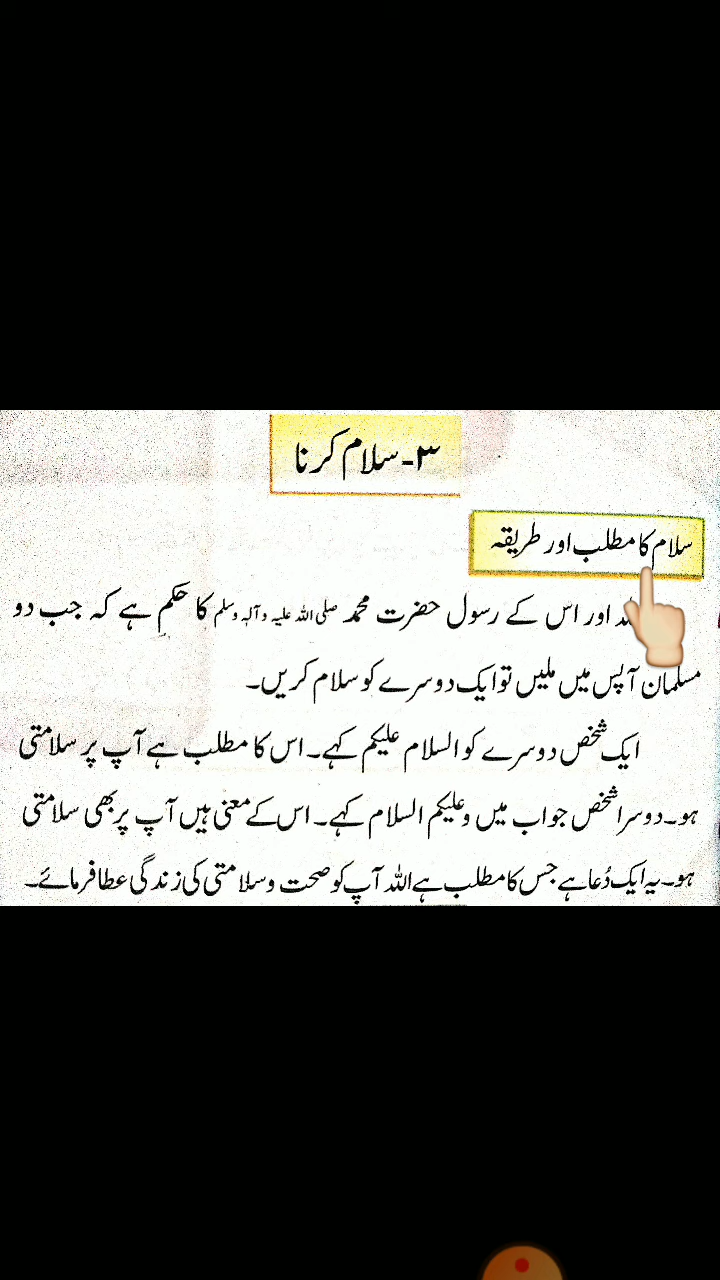 ۳۔سلام کرنا
سلام کا مطلب اور طریقہ
اور اس کے رسول حضرت محمد صلی اللہ علیہ وآلہ وسلم کا حکم ہے کہ جب دو
مسلمان آپس میں ملیں تو ایک دوسرے کو سلام کریں۔
ایک شخص دوسرے کو السلام علیکم کہے۔ اس کا مطلب ہے آپ پر سلامتی
ہو۔ دوسرا شخص جواب میں وعلیکم السلام کہے۔ اس کے معنی ہیں آپ پر بھی سلامتی
ہو۔ یہ ایک دُعا ہے جس کا مطلب ہے اللہ آپ کو صحت و سلامتی کی زندگی عطا فرمائے۔